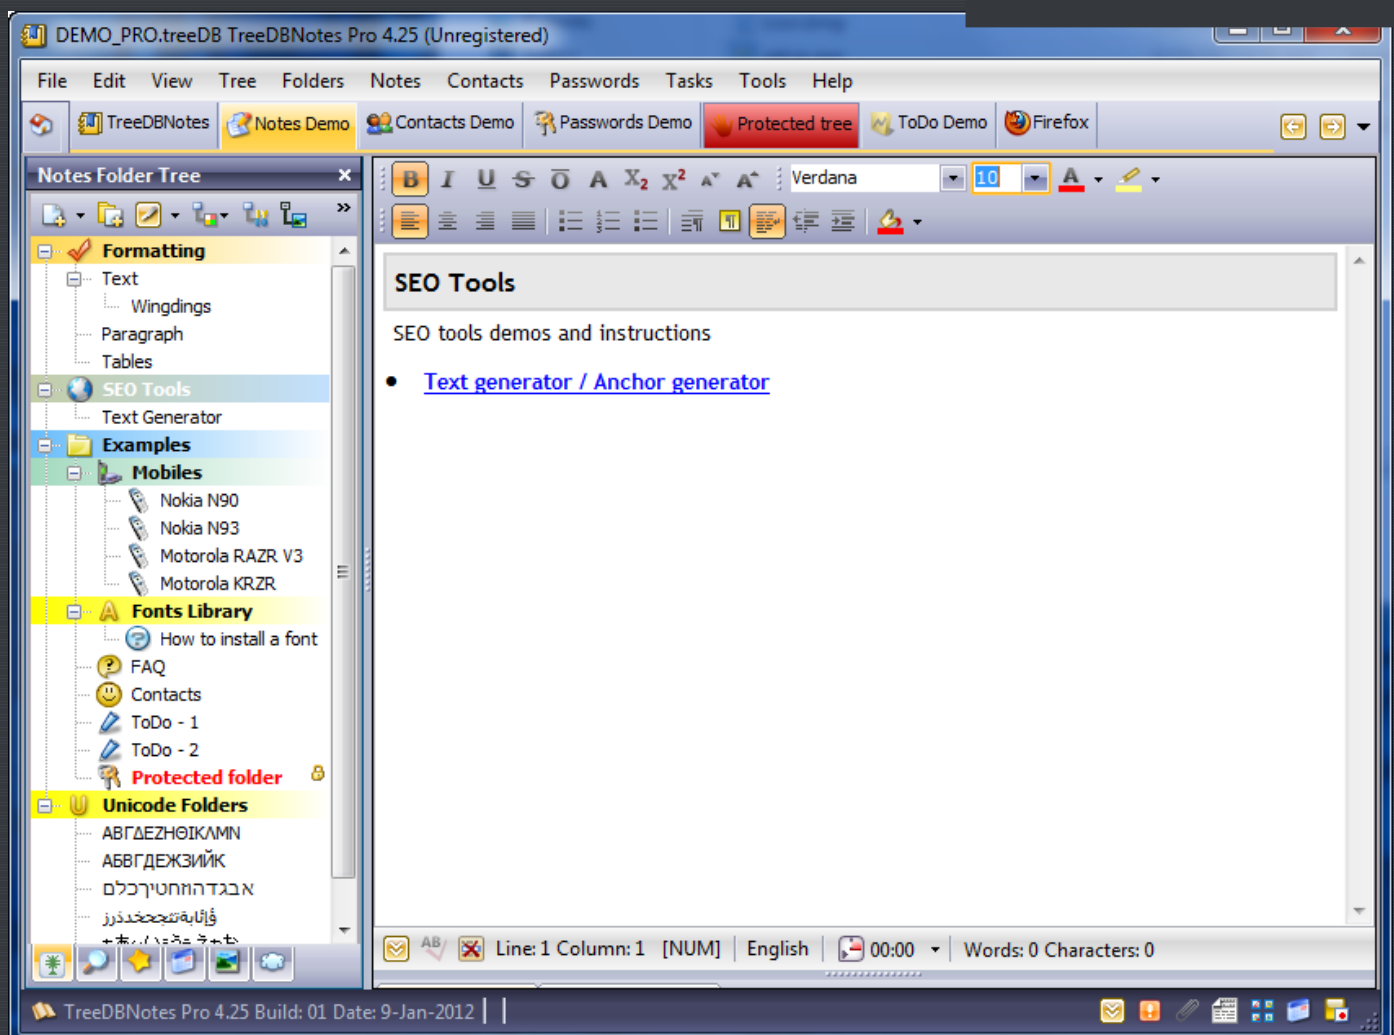 DEMO_PRO.treeDB TreeDBNotes Pro 4.25 (Unregistered)
File Edit View Tree Folders Notes Contacts Passwords Tasks Tools Help
TreeDBNotes Notes Demo Contacts Demo Passwords Demo Protected tree ToDo Demo Firefox
Notes Folder Tree
Verdana 10
Formatting
Text
Wingdings
Paragraph
Tables
SEO Tools
Text Generator
Examples
Mobiles
Nokia N90
Nokia N93
Motorola RAZR V3
Motorola KRZR
Fonts Library
How to install a font
FAQ
Contacts
ToDo - 1
ToDo - 2
Protected folder
Unicode Folders
ΑΒΓΔΕΖΗΘΙΚΛΜΝ
АБВГДЕЖЗИЙК
אבגדהוזחטיךכלם
SEO Tools
SEO tools demos and instructions
Text generator / Anchor generator
Line: 1 Column: 1 [NUM] English 00:00 Words: 0 Characters: 0
TreeDBNotes Pro 4.25 Build: 01 Date: 9-Jan-2012